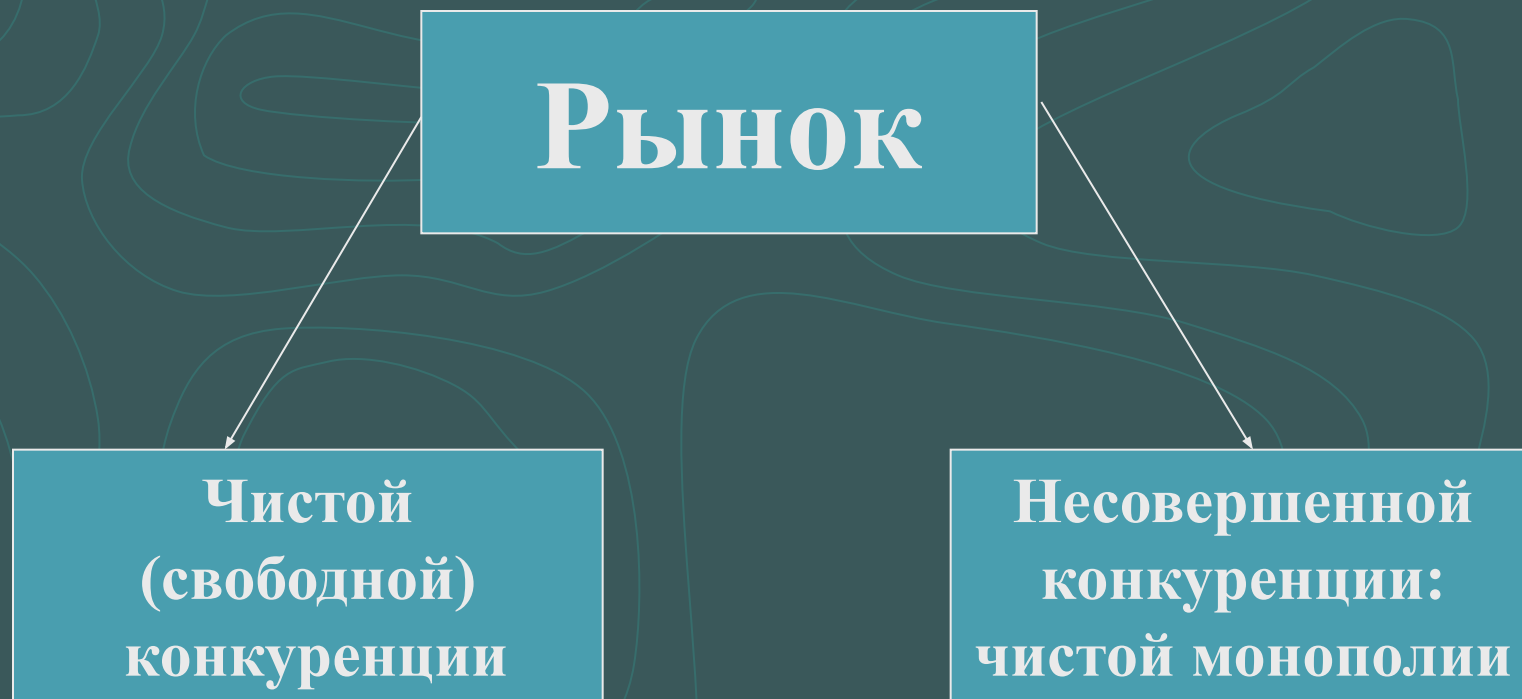 Рынок
Чистой
(свободной)
конкуренции
Несовершенной
конкуренции:
чистой монополии